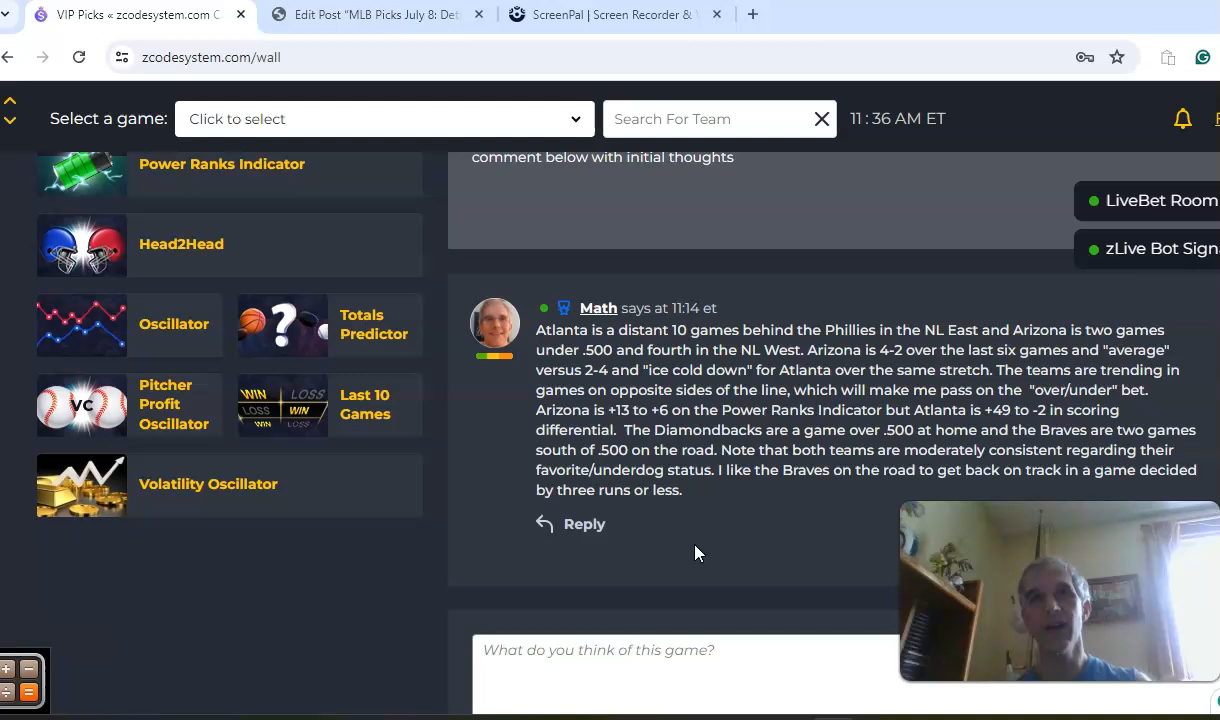 VIP Picks « zcodesystem.com C
Edit Post “MLB Picks July 8: Det
ScreenPal | Screen Recorder &
zcodesystem.com/wall
Select a game:
Click to select
Search For Team
11 : 36 AM ET
Power Ranks Indicator
comment below with initial thoughts
LiveBet Room
Head2Head
zLive Bot Sign
Math says at 11:14 et
Atlanta is a distant 10 games behind the Phillies in the NL East and Arizona is two games
under .500 and fourth in the NL West. Arizona is 4-2 over the last six games and "average"
versus 2-4 and "ice cold down" for Atlanta over the same stretch. The teams are trending in
games on opposite sides of the line, which will make me pass on the "over/under" bet.
Arizona is +13 to +6 on the Power Ranks Indicator but Atlanta is +49 to -2 in scoring
differential. The Diamondbacks are a game over .500 at home and the Braves are two games
south of .500 on the road. Note that both teams are moderately consistent regarding their
favorite/underdog status. I like the Braves on the road to get back on track in a game decided
by three runs or less.
Reply
Oscillator
Totals
Predictor
Pitcher
Profit
Oscillator
VC
WIN LOSS
LOSS WIN
WIN LOSS
Last 10
Games
Volatility Oscillator
What do you think of this game?